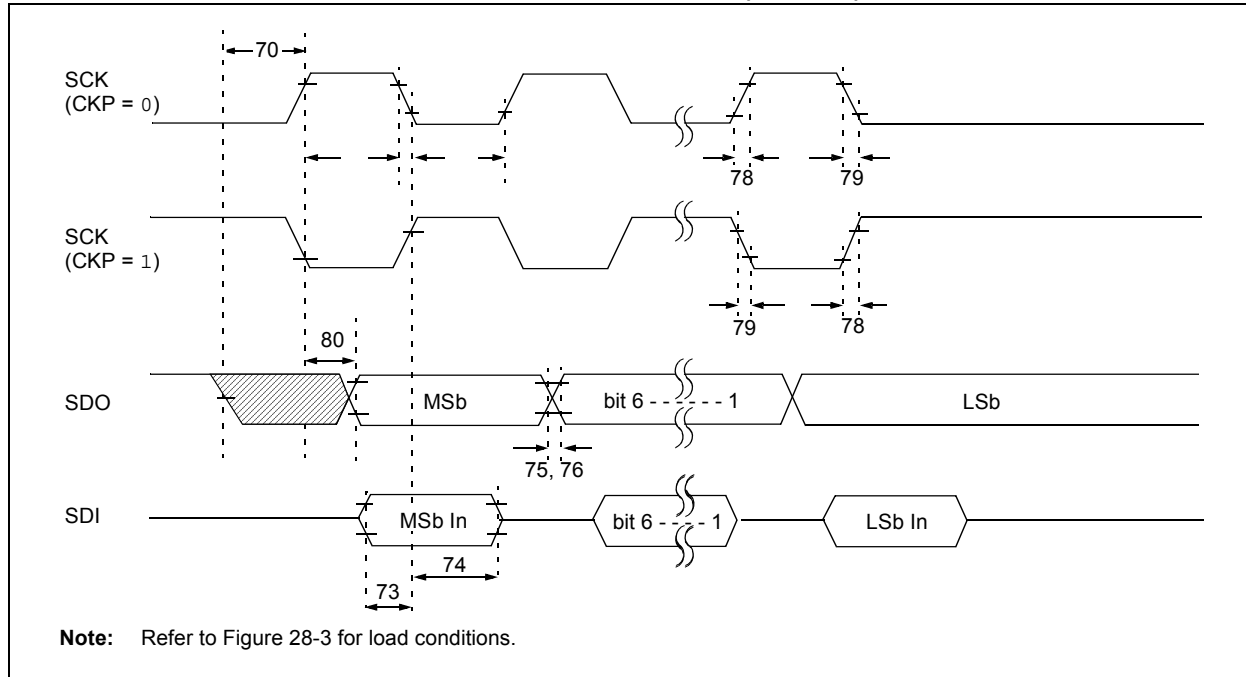 70
SCK
(CKP = 0)
78
79
SCK
(CKP = 1)
79
78
80
SDO
MSb
bit 6 - - - - - - 1
LSb
75, 76
SDI
MSb In
bit 6 - - - - 1
LSb In
74
73
Note: Refer to Figure 28-3 for load conditions.